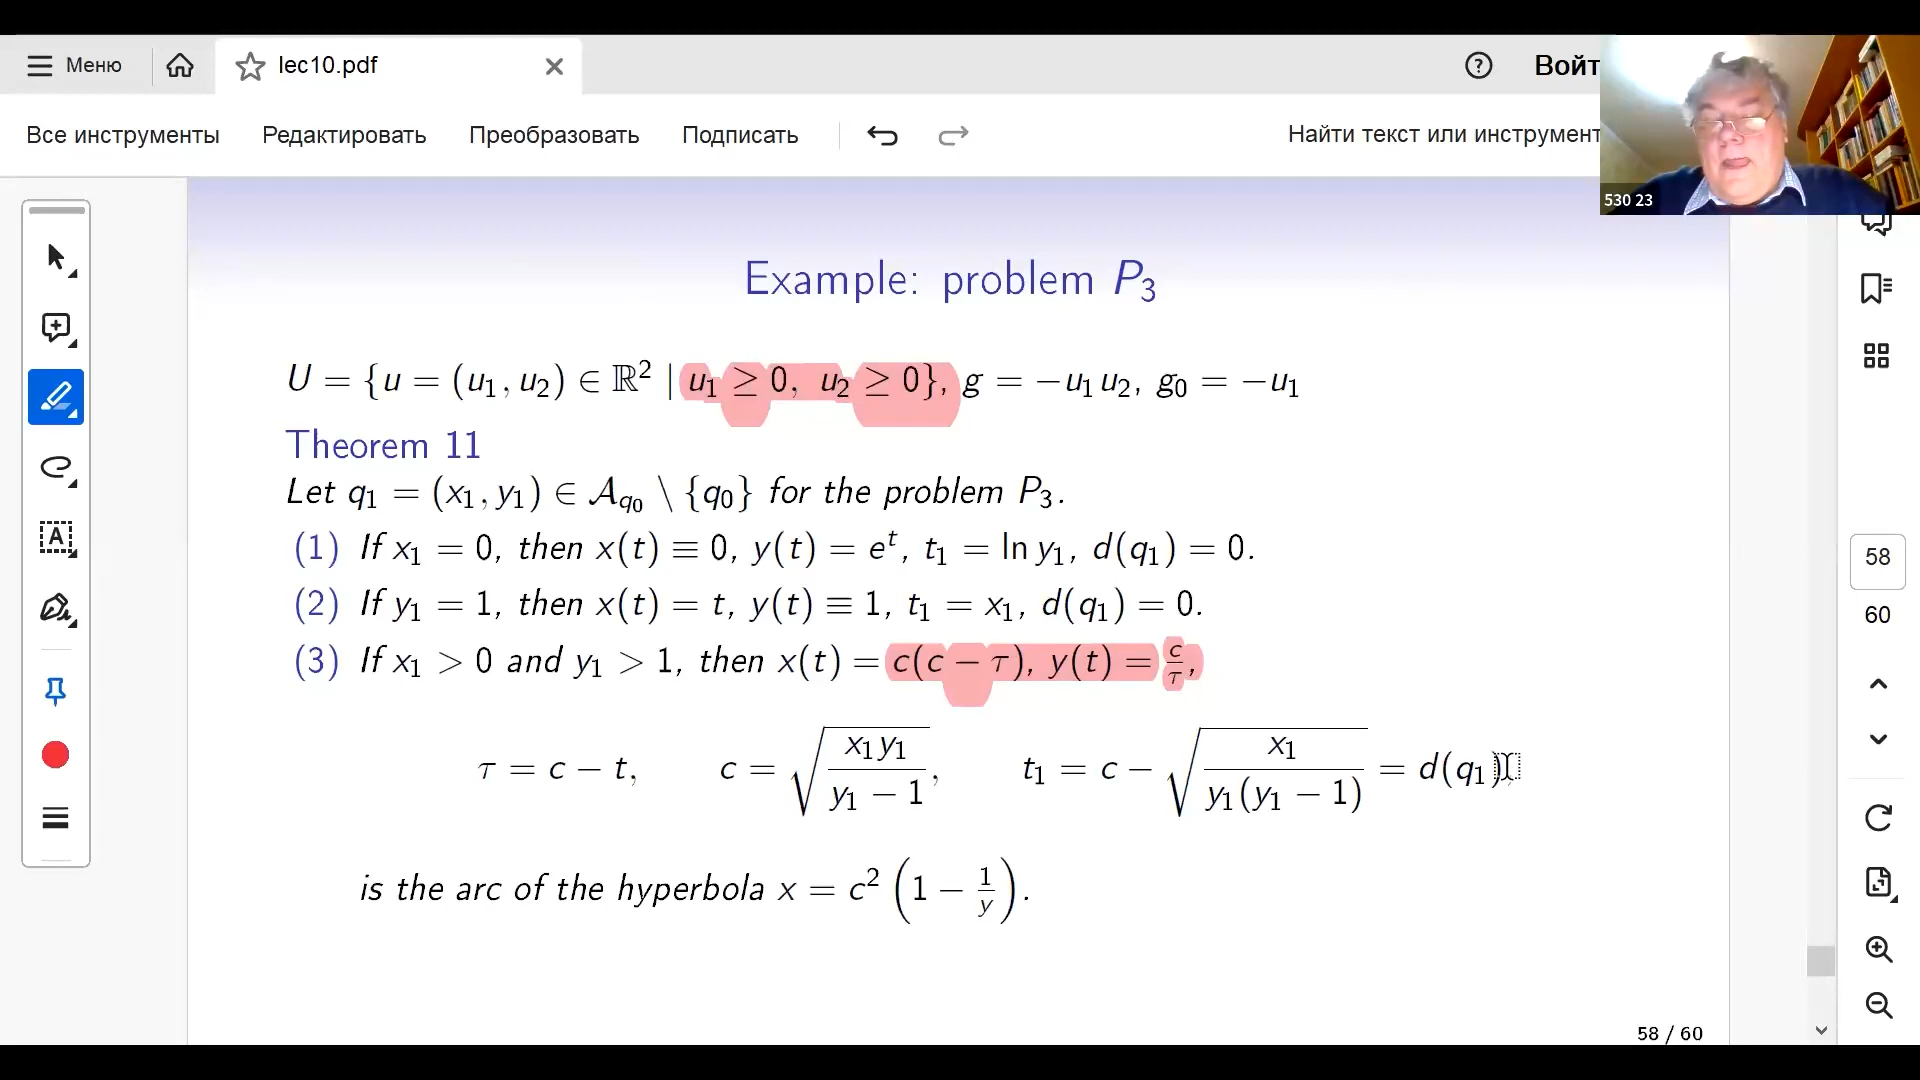 Меню lec10.pdf Войт
Все инструменты Редактировать Преобразовать Подписать Найти текст или инструмент
530 23
Example: problem P₃
U = {u = (u₁, u₂) ∈ ℝ² | u₁ ≥ 0, u₂ ≥ 0}, g = −u₁u₂, g₀ = −u₁
Theorem 11
Let q₁ = (x₁, y₁) ∈ 𝒜_{q₀} \ {q₀} for the problem P₃.
(1) If x₁ = 0, then x(t) ≡ 0, y(t) = eᵗ, t₁ = ln y₁, d(q₁) = 0.
(2) If y₁ = 1, then x(t) = t, y(t) ≡ 1, t₁ = x₁, d(q₁) = 0.
(3) If x₁ > 0 and y₁ > 1, then x(t) = c(c − τ), y(t) = c/τ,
τ = c − t, c = √(x₁y₁/(y₁ − 1)), t₁ = c − √(x₁/(y₁(y₁ − 1))) = d(q₁)
is the arc of the hyperbola x = c² (1 − 1/y).
58 / 60
58
60
A